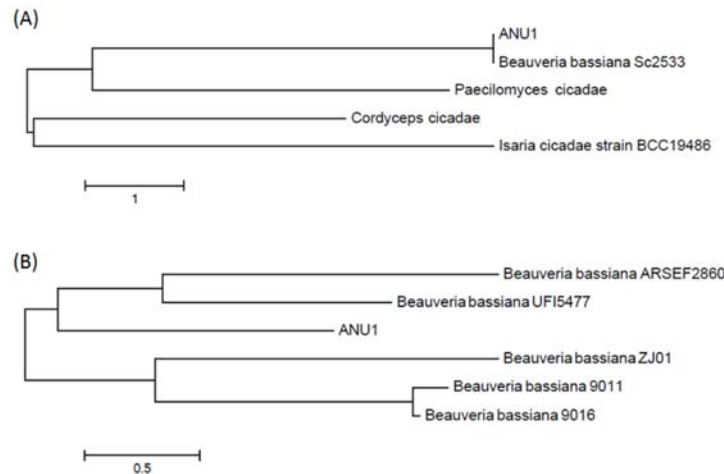 (A)
ANU1
Beauveria bassiana Sc2533
Paecilomyces cicadae
Cordyceps cicadae
Isaria cicadae strain BCC19486
1
(B)
Beauveria bassiana ARSEF2860
Beauveria bassiana UFI5477
ANU1
Beauveria bassiana ZJ01
Beauveria bassiana 9011
Beauveria bassiana 9016
0.5